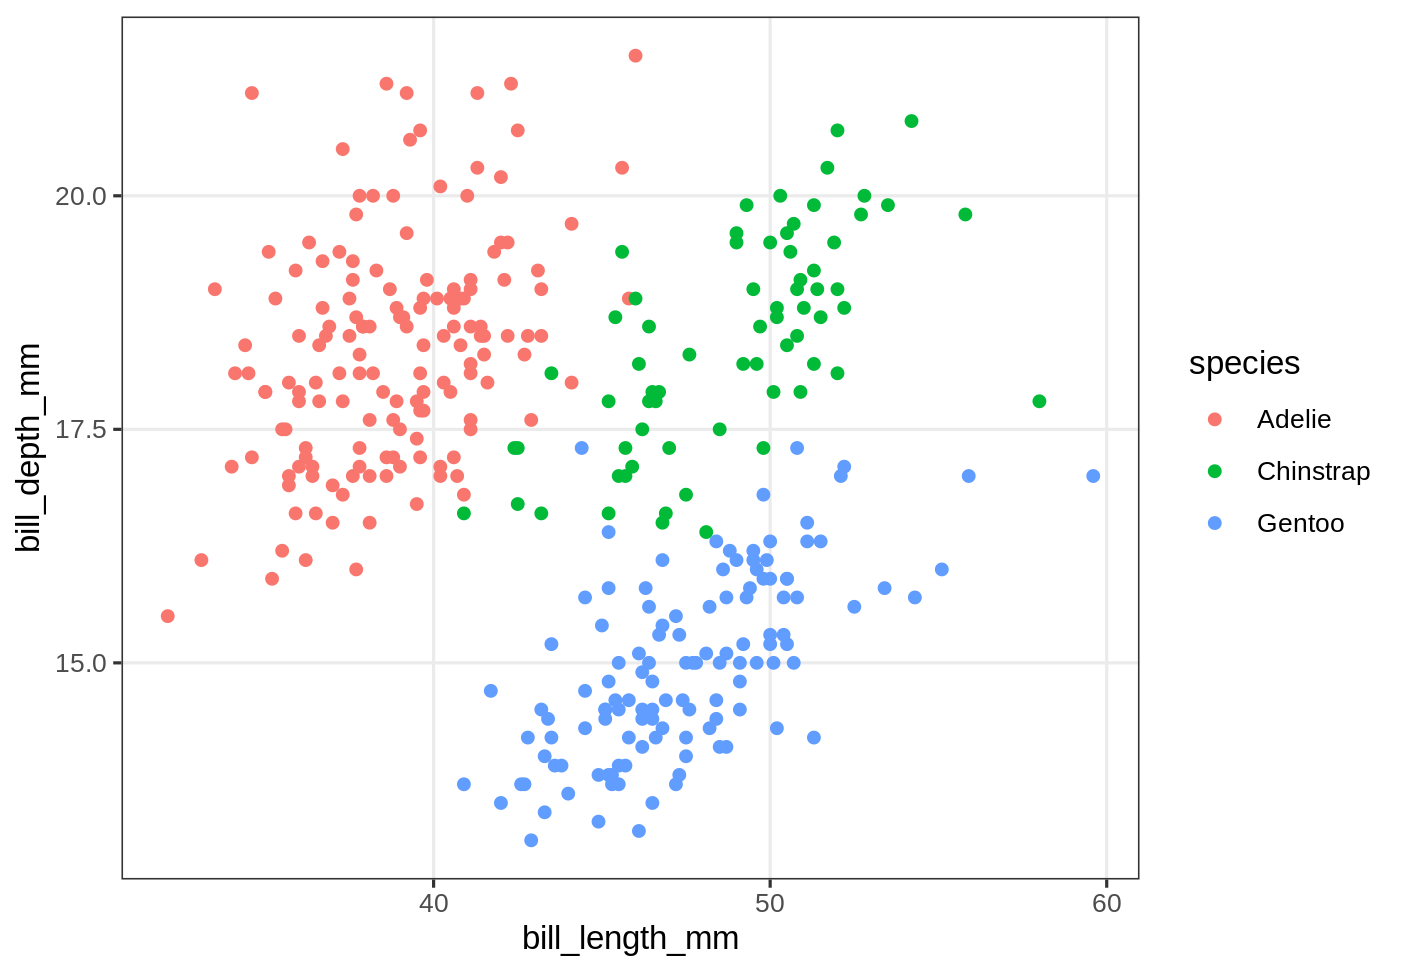 20.0
17.5
15.0
bill_depth_mm
40 50 60
bill_length_mm
species
Adelie
Chinstrap
Gentoo